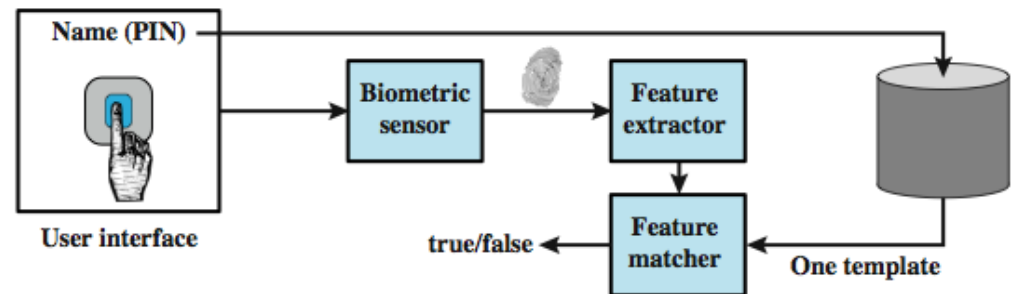 Name (PIN)
Biometric
sensor
Feature
extractor
User interface
true/false
Feature
matcher
One template